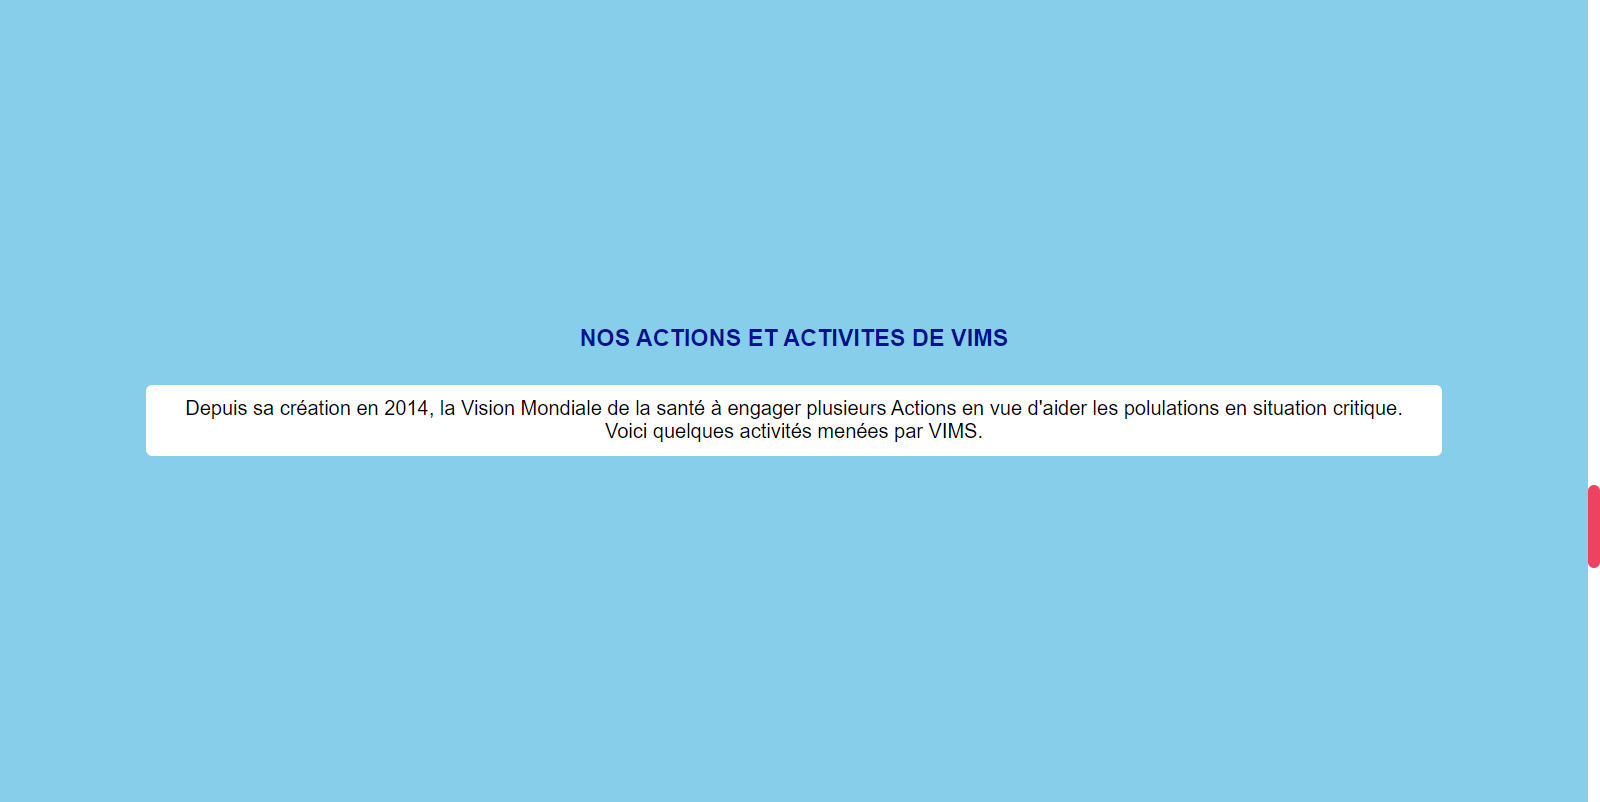 NOS ACTIONS ET ACTIVITES DE VIMS
Depuis sa création en 2014, la Vision Mondiale de la santé à engager plusieurs Actions en vue d'aider les polulations en situation critique.
Voici quelques activités menées par VIMS.